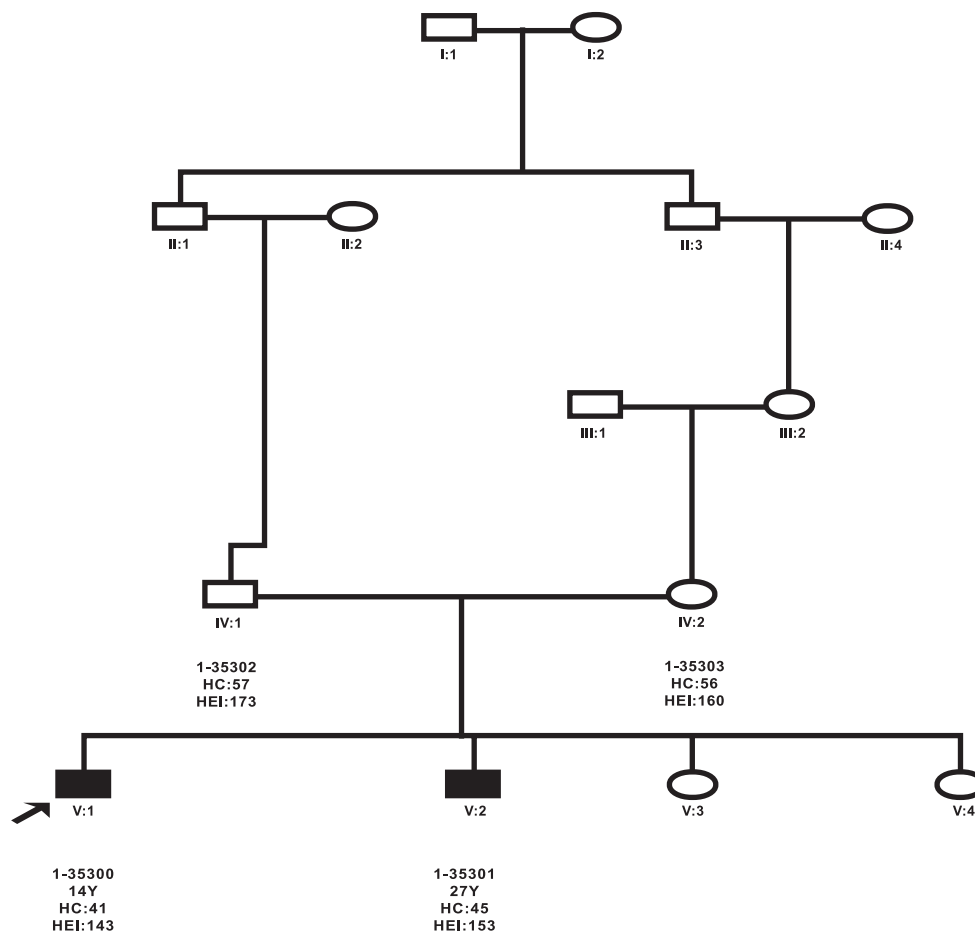 I:1
I:2
II:1
II:2
II:3
II:4
III:1
III:2
IV:1
IV:2
1-35302
HC:57
HEI:173
1-35303
HC:56
HEI:160
V:1
V:2
V:3
V:4
1-35300
14Y
HC:41
HEI:143
1-35301
27Y
HC:45
HEI:153